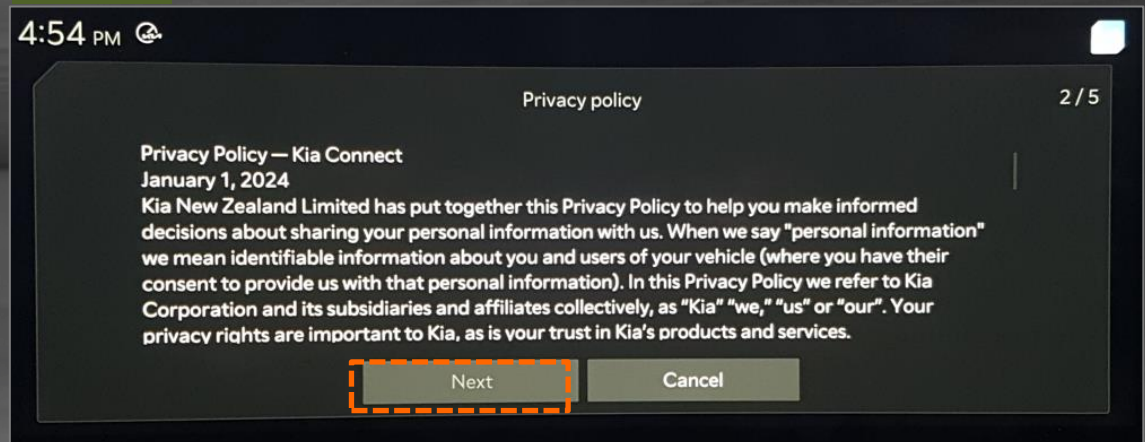 4:54 PM
Privacy policy
2/5
Privacy Policy — Kia Connect
January 1, 2024
Kia New Zealand Limited has put together this Privacy Policy to help you make informed
decisions about sharing your personal information with us. When we say "personal information"
we mean identifiable information about you and users of your vehicle (where you have their
consent to provide us with that personal information). In this Privacy Policy we refer to Kia
Corporation and its subsidiaries and affiliates collectively, as “Kia” “we,” “us” or “our”. Your
privacy rights are important to Kia, as is your trust in Kia’s products and services.
Next
Cancel